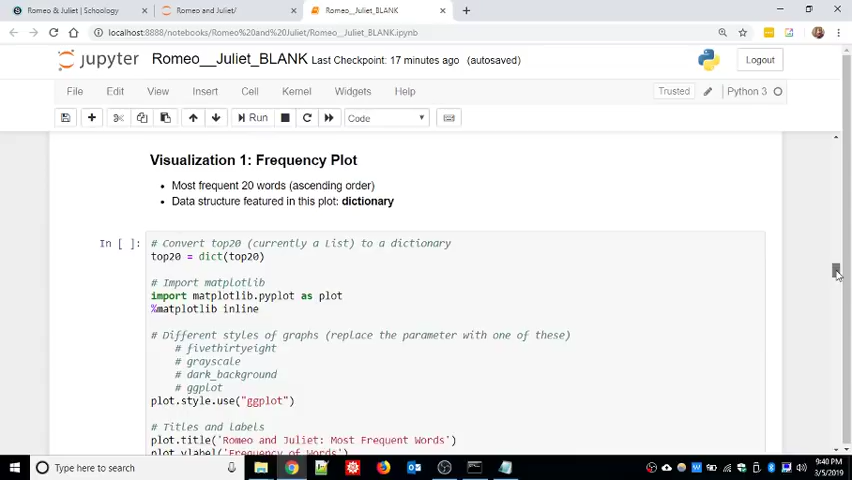 Romeo & Juliet | Schoology
Romeo and Juliet/
Romeo__Juliet_BLANK
localhost:8888/notebooks/Romeo%20and%20Juliet/Romeo__Juliet_BLANK.ipynb
jupyter Romeo__Juliet_BLANK Last Checkpoint: 17 minutes ago (autosaved)
Logout
File Edit View Insert Cell Kernel Widgets Help
Trusted
Python 3
Run
Code
Visualization 1: Frequency Plot
• Most frequent 20 words (ascending order)
• Data structure featured in this plot: dictionary
In [ ]:
# Convert top20 (currently a List) to a dictionary
top20 = dict(top20)
# Import matplotlib
import matplotlib.pyplot as plot
%matplotlib inline
# Different styles of graphs (replace the parameter with one of these)
# fivethirtyeight
# grayscale
# dark_background
# ggplot
plot.style.use("ggplot")
# Titles and labels
plot.title('Romeo and Juliet: Most Frequent Words')
plot.ylabel('Frequency of Words')
Type here to search
9:40 PM
3/5/2019